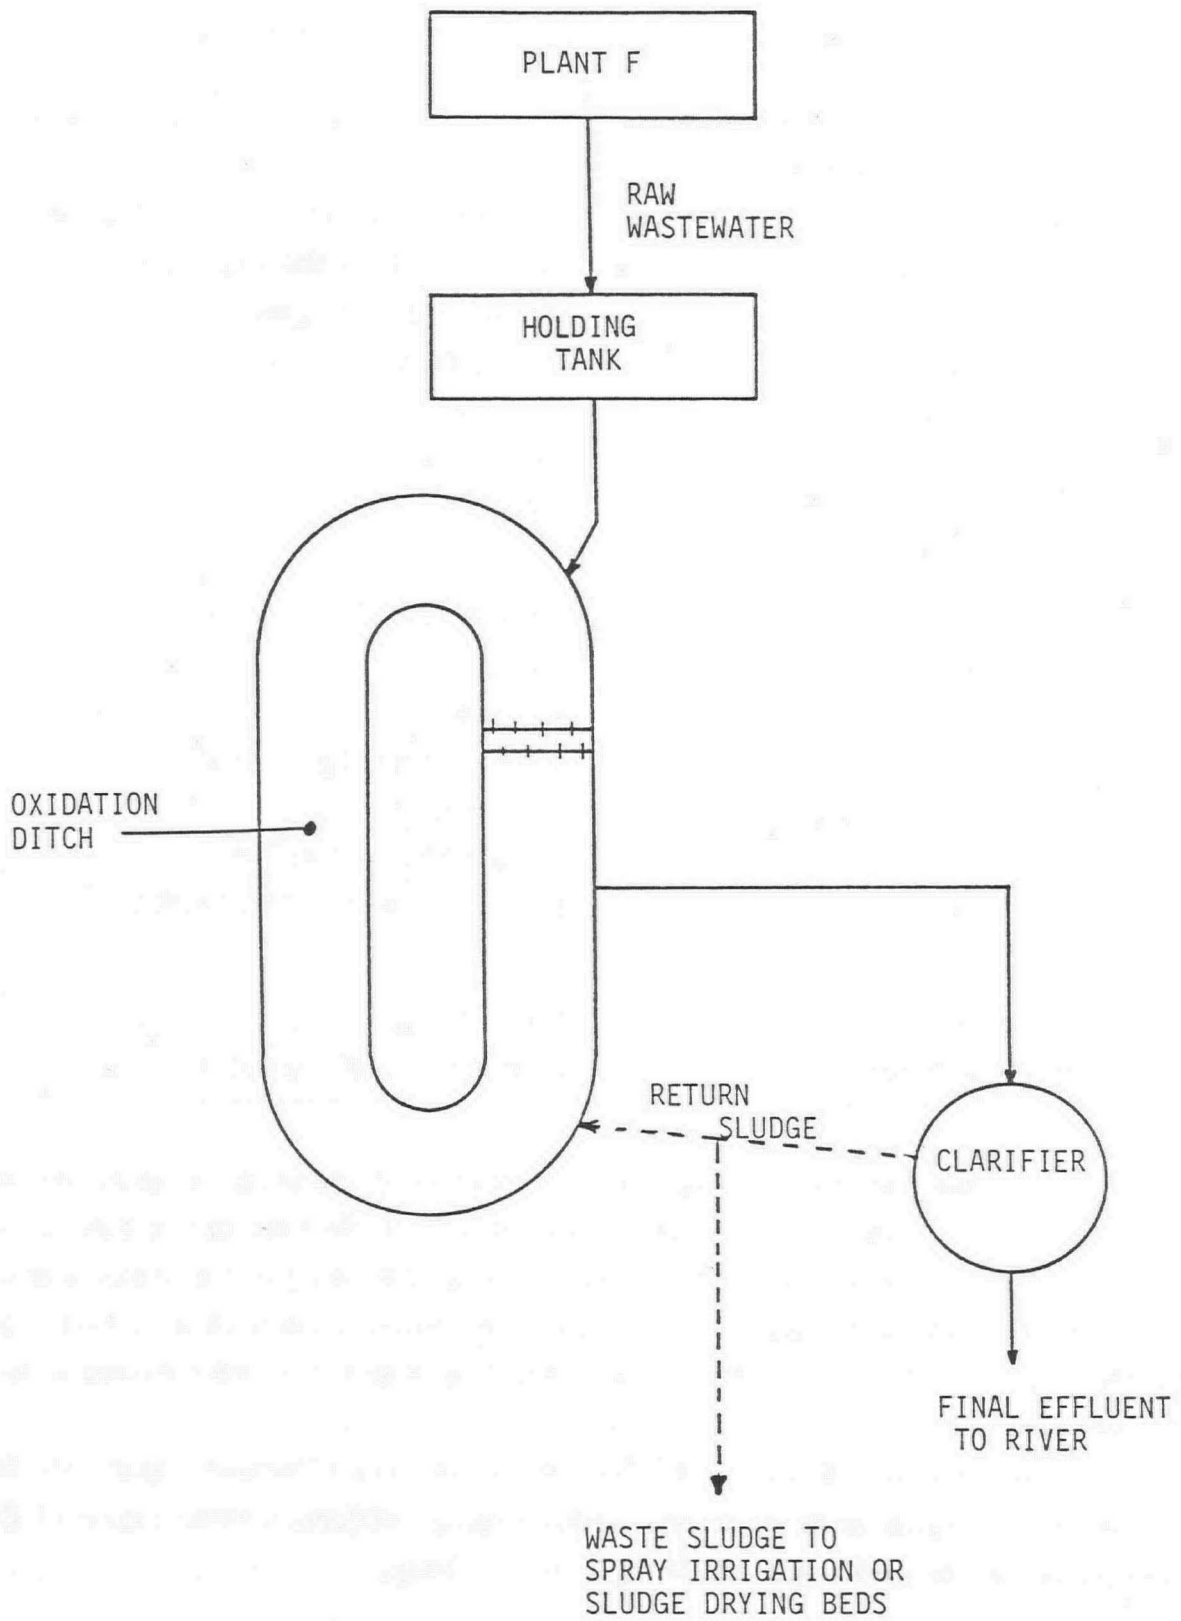 PLANT F
RAW
WASTEWATER
HOLDING
TANK
OXIDATION
DITCH
RETURN
SLUDGE
CLARIFIER
FINAL EFFLUENT
TO RIVER
WASTE SLUDGE TO
SPRAY IRRIGATION OR
SLUDGE DRYING BEDS